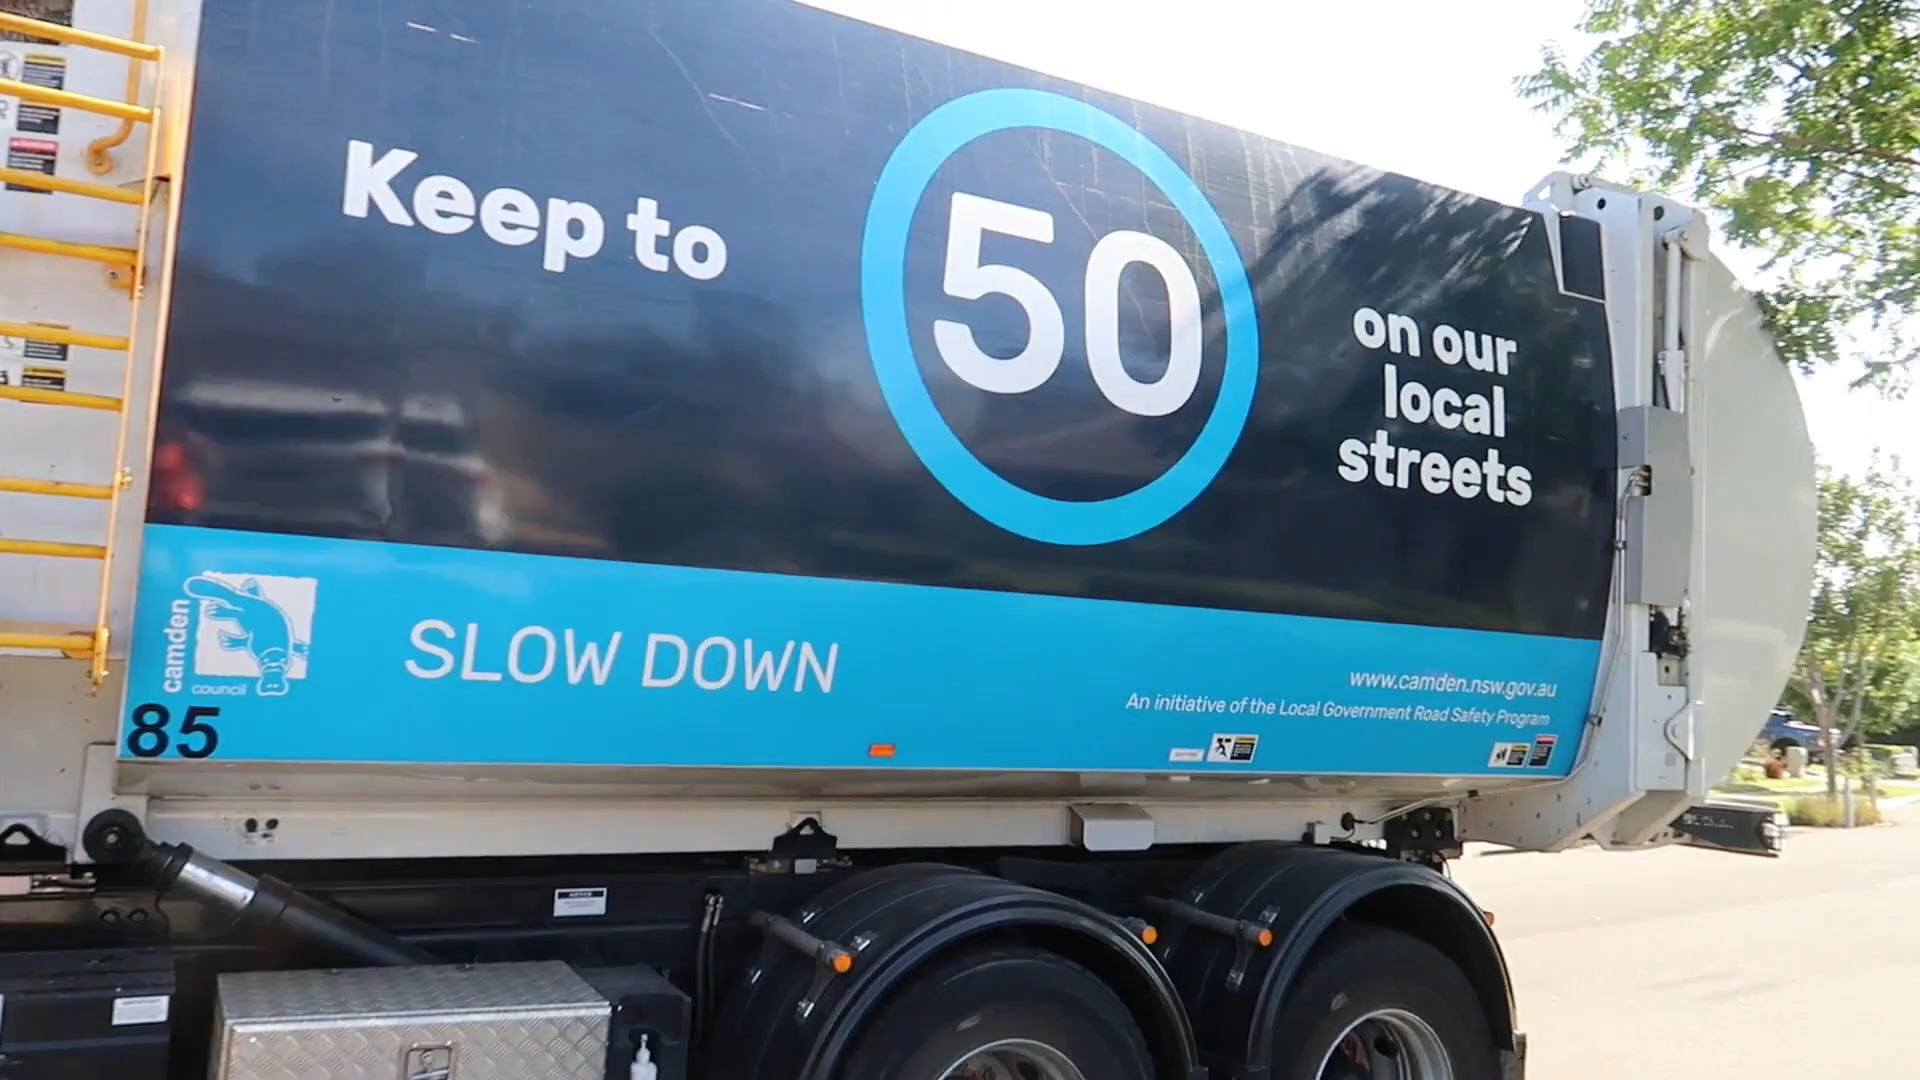 Keep to
50
on our
local
streets
camden
council
SLOW DOWN
www.camden.nsw.gov.au
An initiative of the Local Government Road Safety Program
85